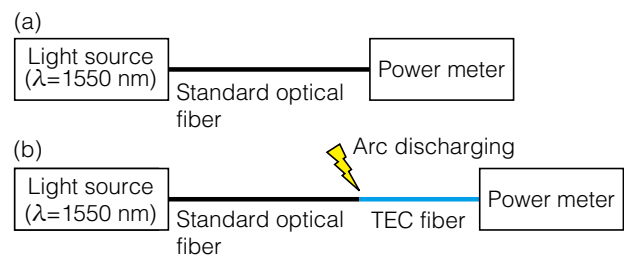 (a)
Light source
(λ=1550 nm)
Power meter
Standard optical
fiber
(b)
Arc discharging
Light source
(λ=1550 nm)
Power meter
Standard optical
fiber
TEC fiber